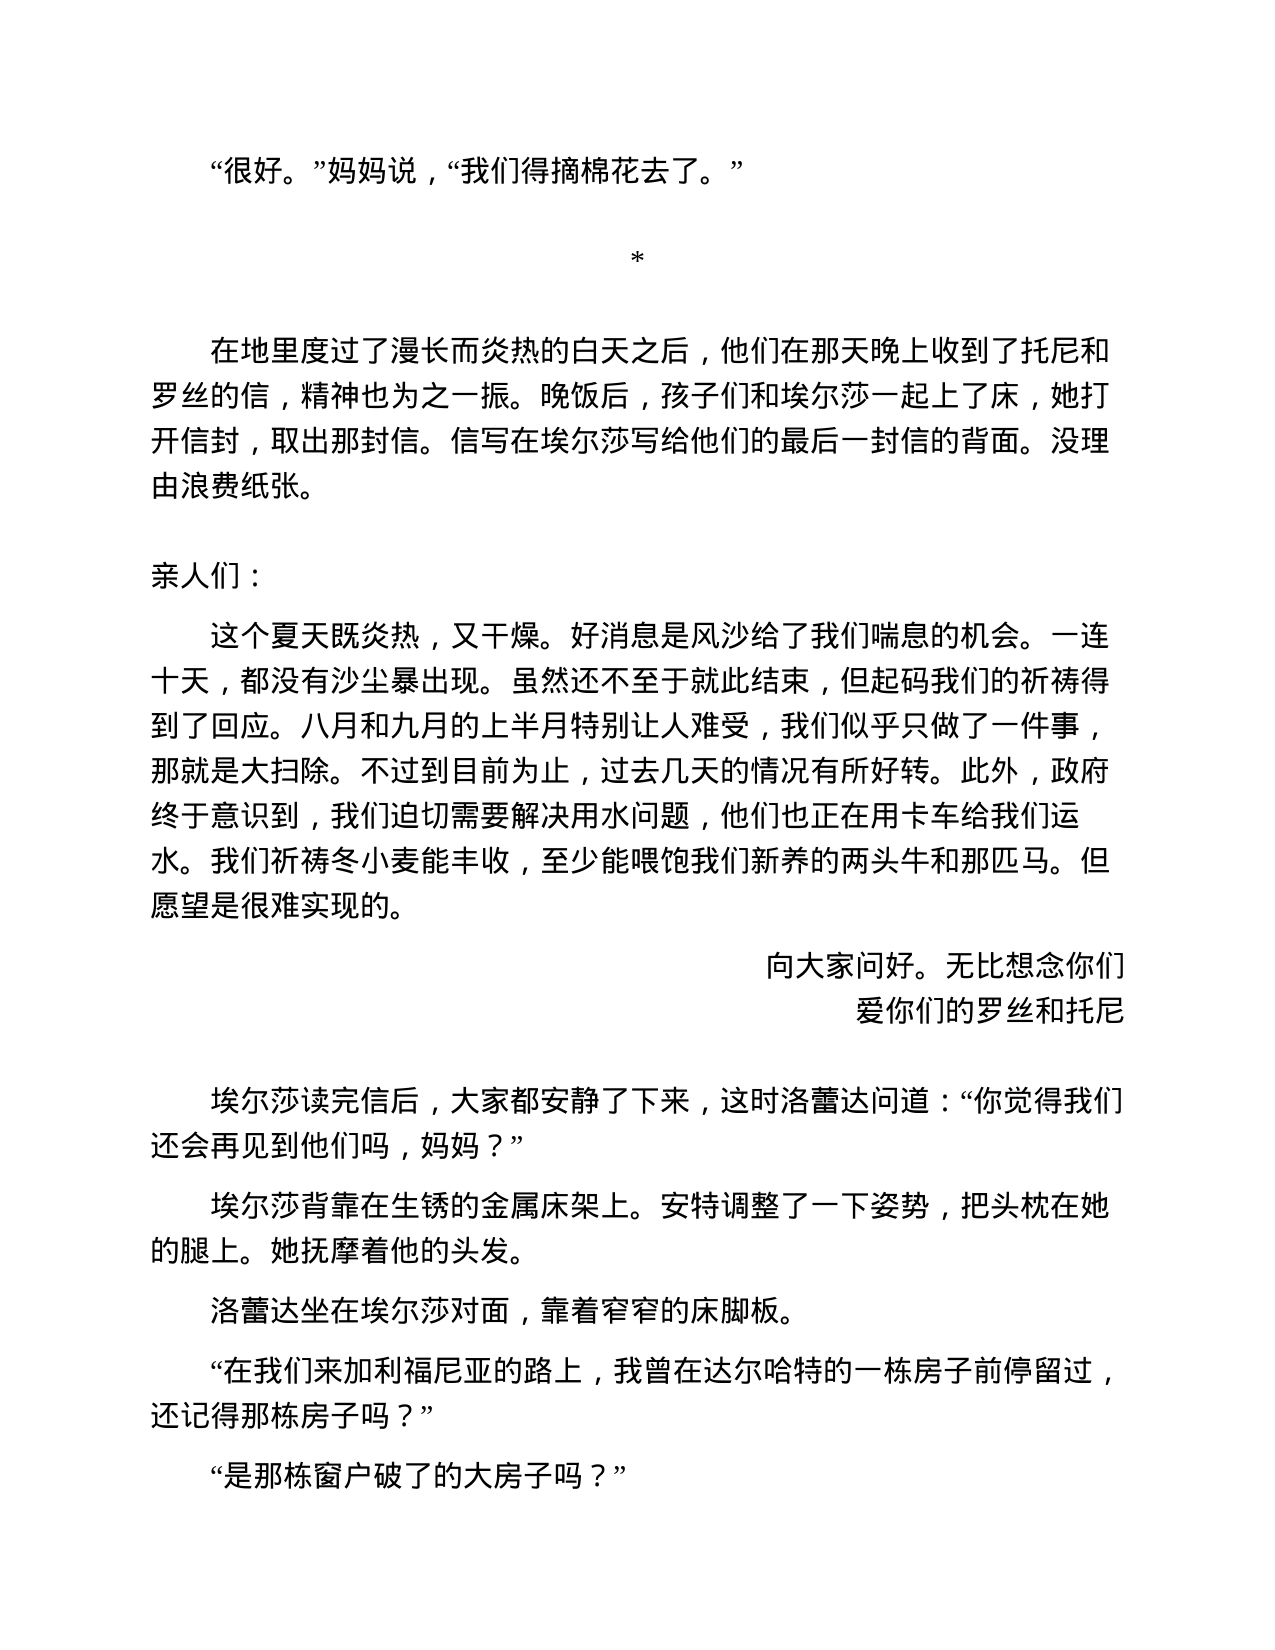 “很好。”妈妈说，“我们得摘棉花去了。”
*
在地里度过了漫长而炎热的白天之后，他们在那天晚上收到了托尼和
罗丝的信，精神也为之一振。晚饭后，孩子们和埃尔莎一起上了床，她打
开信封，取出那封信。信写在埃尔莎写给他们的最后一封信的背面。没理
由浪费纸张。
亲人们：
这个夏天既炎热，又干燥。好消息是风沙给了我们喘息的机会。一连
十天，都没有沙尘暴出现。虽然还不至于就此结束，但起码我们的祈祷得
到了回应。八月和九月的上半月特别让人难受，我们似乎只做了一件事，
那就是大扫除。不过到目前为止，过去几天的情况有所好转。此外，政府
终于意识到，我们迫切需要解决用水问题，他们也正在用卡车给我们运
水。我们祈祷冬小麦能丰收，至少能喂饱我们新养的两头牛和那匹马。但
愿望是很难实现的。
向大家问好。无比想念你们
爱你们的罗丝和托尼
埃尔莎读完信后，大家都安静了下来，这时洛蕾达问道：“你觉得我们
还会再见到他们吗，妈妈？”
埃尔莎背靠在生锈的金属床架上。安特调整了一下姿势，把头枕在她
的腿上。她抚摩着他的头发。
洛蕾达坐在埃尔莎对面，靠着窄窄的床脚板。
“在我们来加利福尼亚的路上，我曾在达尔哈特的一栋房子前停留过，
还记得那栋房子吗？”
“是那栋窗户破了的大房子吗？”